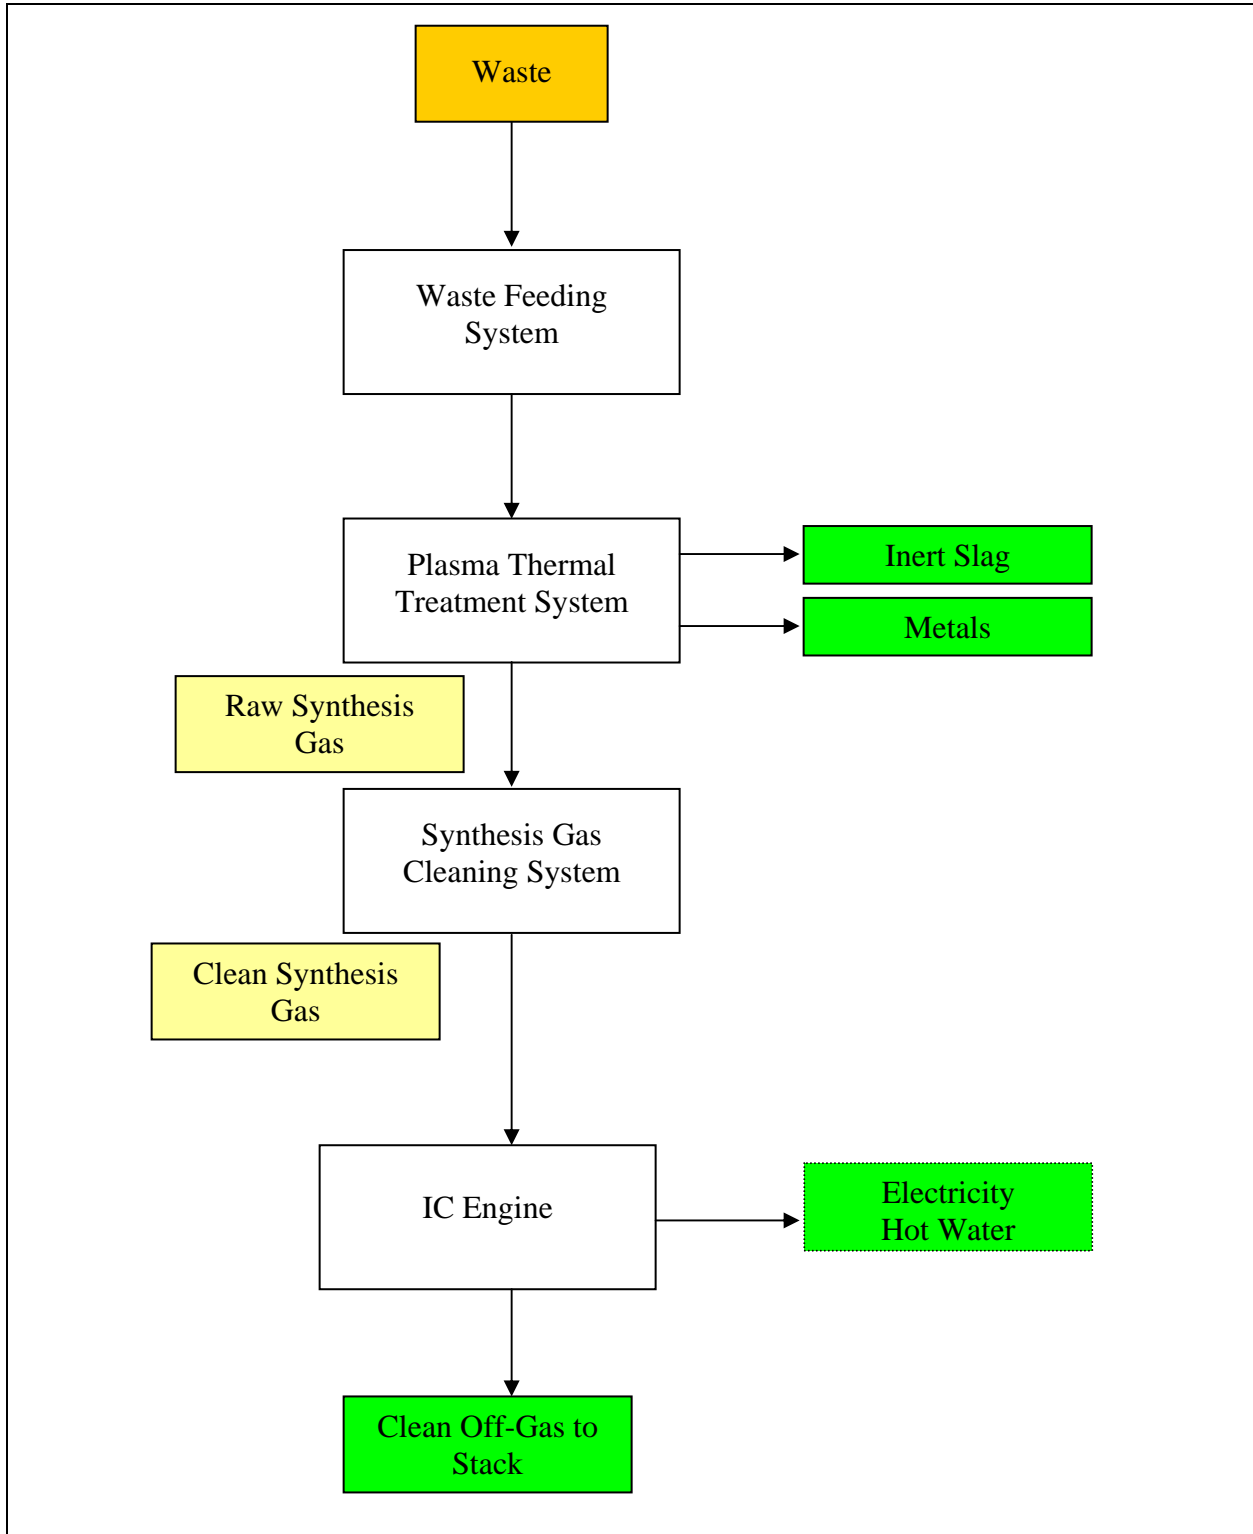 Waste
Waste Feeding
System
Plasma Thermal
Treatment System
Inert Slag
Metals
Raw Synthesis
Gas
Synthesis Gas
Cleaning System
Clean Synthesis
Gas
IC Engine
Electricity
Hot Water
Clean Off-Gas to
Stack